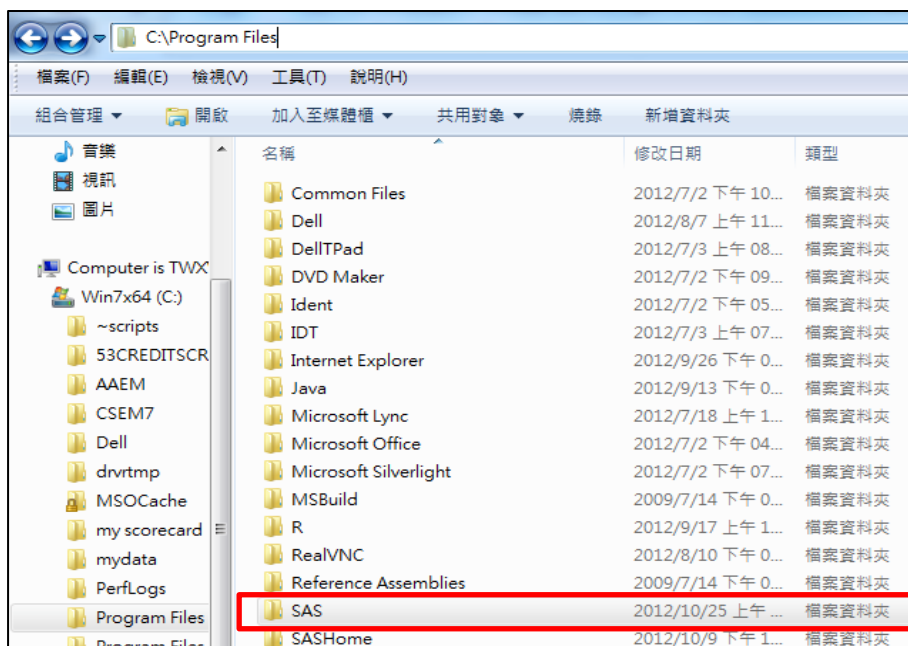 C:\Program Files
檔案(F) 編輯(E) 檢視(V) 工具(T) 說明(H)
組合管理 開啟 加入至媒體櫃 共用對象 燒錄 新增資料夾
音樂
視訊
圖片
Computer is TWX
Win7x64 (C:)
~scripts
53CREDITSCR
AAEM
CSEM7
Dell
drvrtmp
MSOCache
my scorecard
mydata
PerfLogs
Program Files
Program Files
名稱 修改日期 類型
Common Files 2012/7/2 下午 10... 檔案資料夾
Dell 2012/8/7 上午 11... 檔案資料夾
DellTPad 2012/7/3 上午 08... 檔案資料夾
DVD Maker 2012/7/2 下午 09... 檔案資料夾
Ident 2012/7/2 下午 05... 檔案資料夾
IDT 2012/7/3 上午 07... 檔案資料夾
Internet Explorer 2012/9/26 下午 0... 檔案資料夾
Java 2012/9/13 下午 0... 檔案資料夾
Microsoft Lync 2012/7/18 上午 1... 檔案資料夾
Microsoft Office 2012/7/2 下午 04... 檔案資料夾
Microsoft Silverlight 2012/7/2 下午 07... 檔案資料夾
MSBuild 2009/7/14 下午 0... 檔案資料夾
R 2012/9/17 上午 1... 檔案資料夾
RealVNC 2012/8/10 下午 0... 檔案資料夾
Reference Assemblies 2009/7/14 下午 0... 檔案資料夾
SAS 2012/10/25 上午 ... 檔案資料夾
SASHome 2012/10/9 下午 1... 檔案資料夾